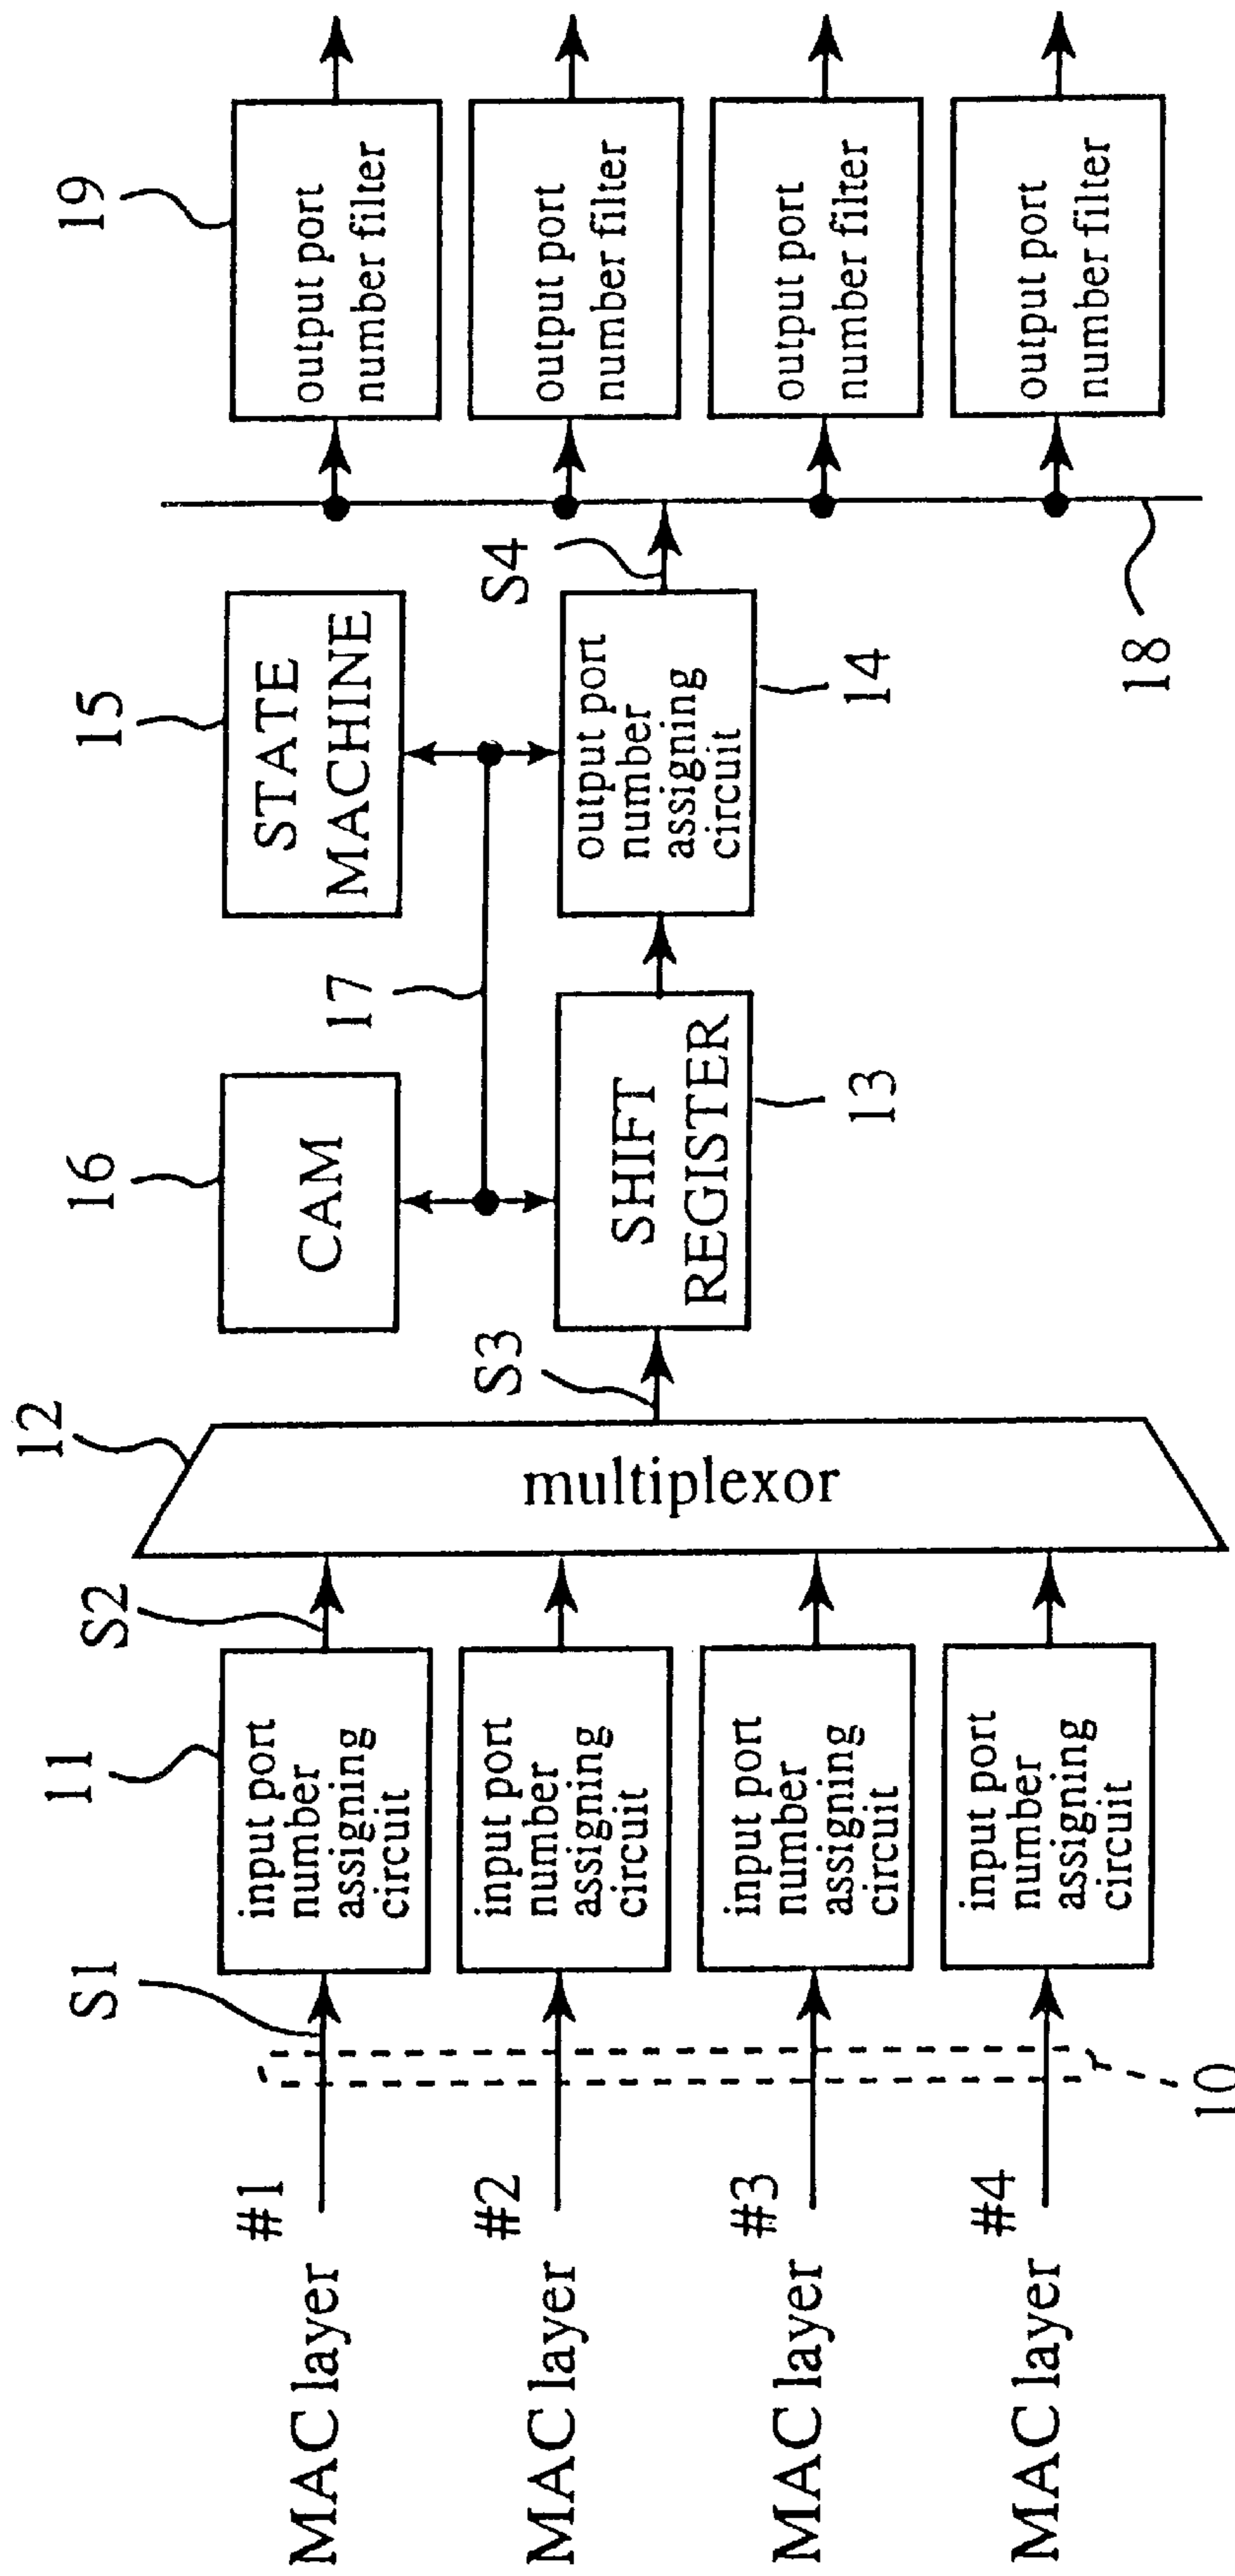 MAC layer #1
MAC layer #2
MAC layer #3
MAC layer #4
10
S1
11
input port
number
assigning
circuit
input port
number
assigning
circuit
input port
number
assigning
circuit
input port
number
assigning
circuit
S2
12
multiplexor
S3
16
CAM
SHIFT
REGISTER
13
17
15
STATE
MACHINE
output port
number
assigning
circuit
14
S4
18
19
output port
number filter
output port
number filter
output port
number filter
output port
number filter